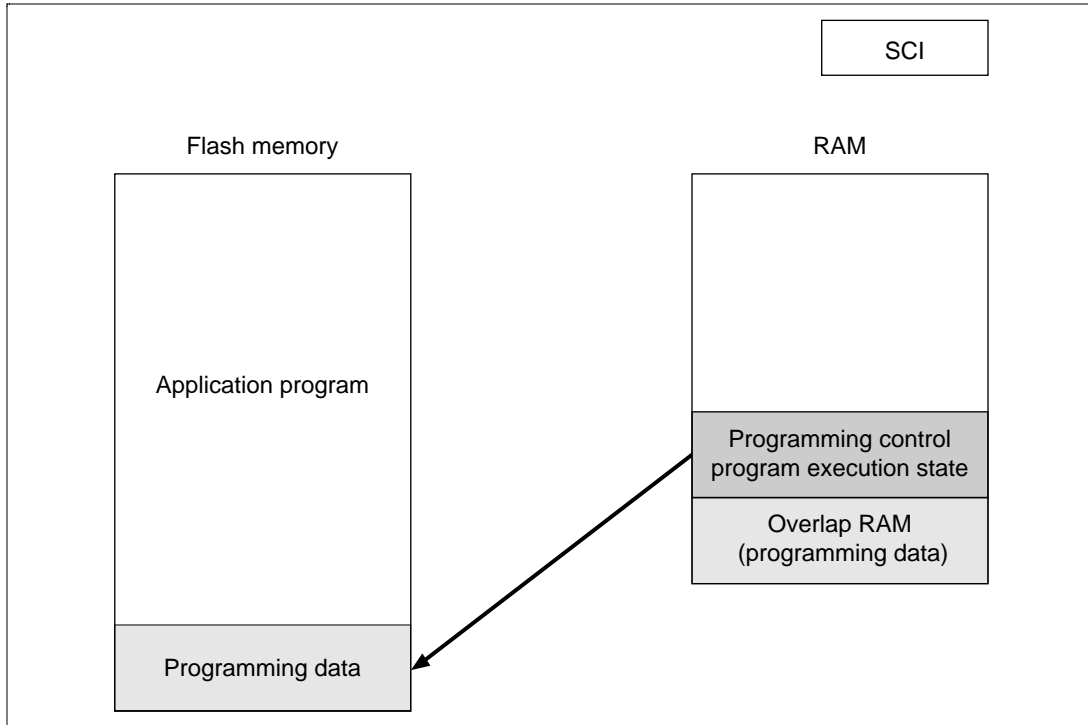 SCI
Flash memory
RAM
Application program
Programming control
program execution state
Overlap RAM
(programming data)
Programming data